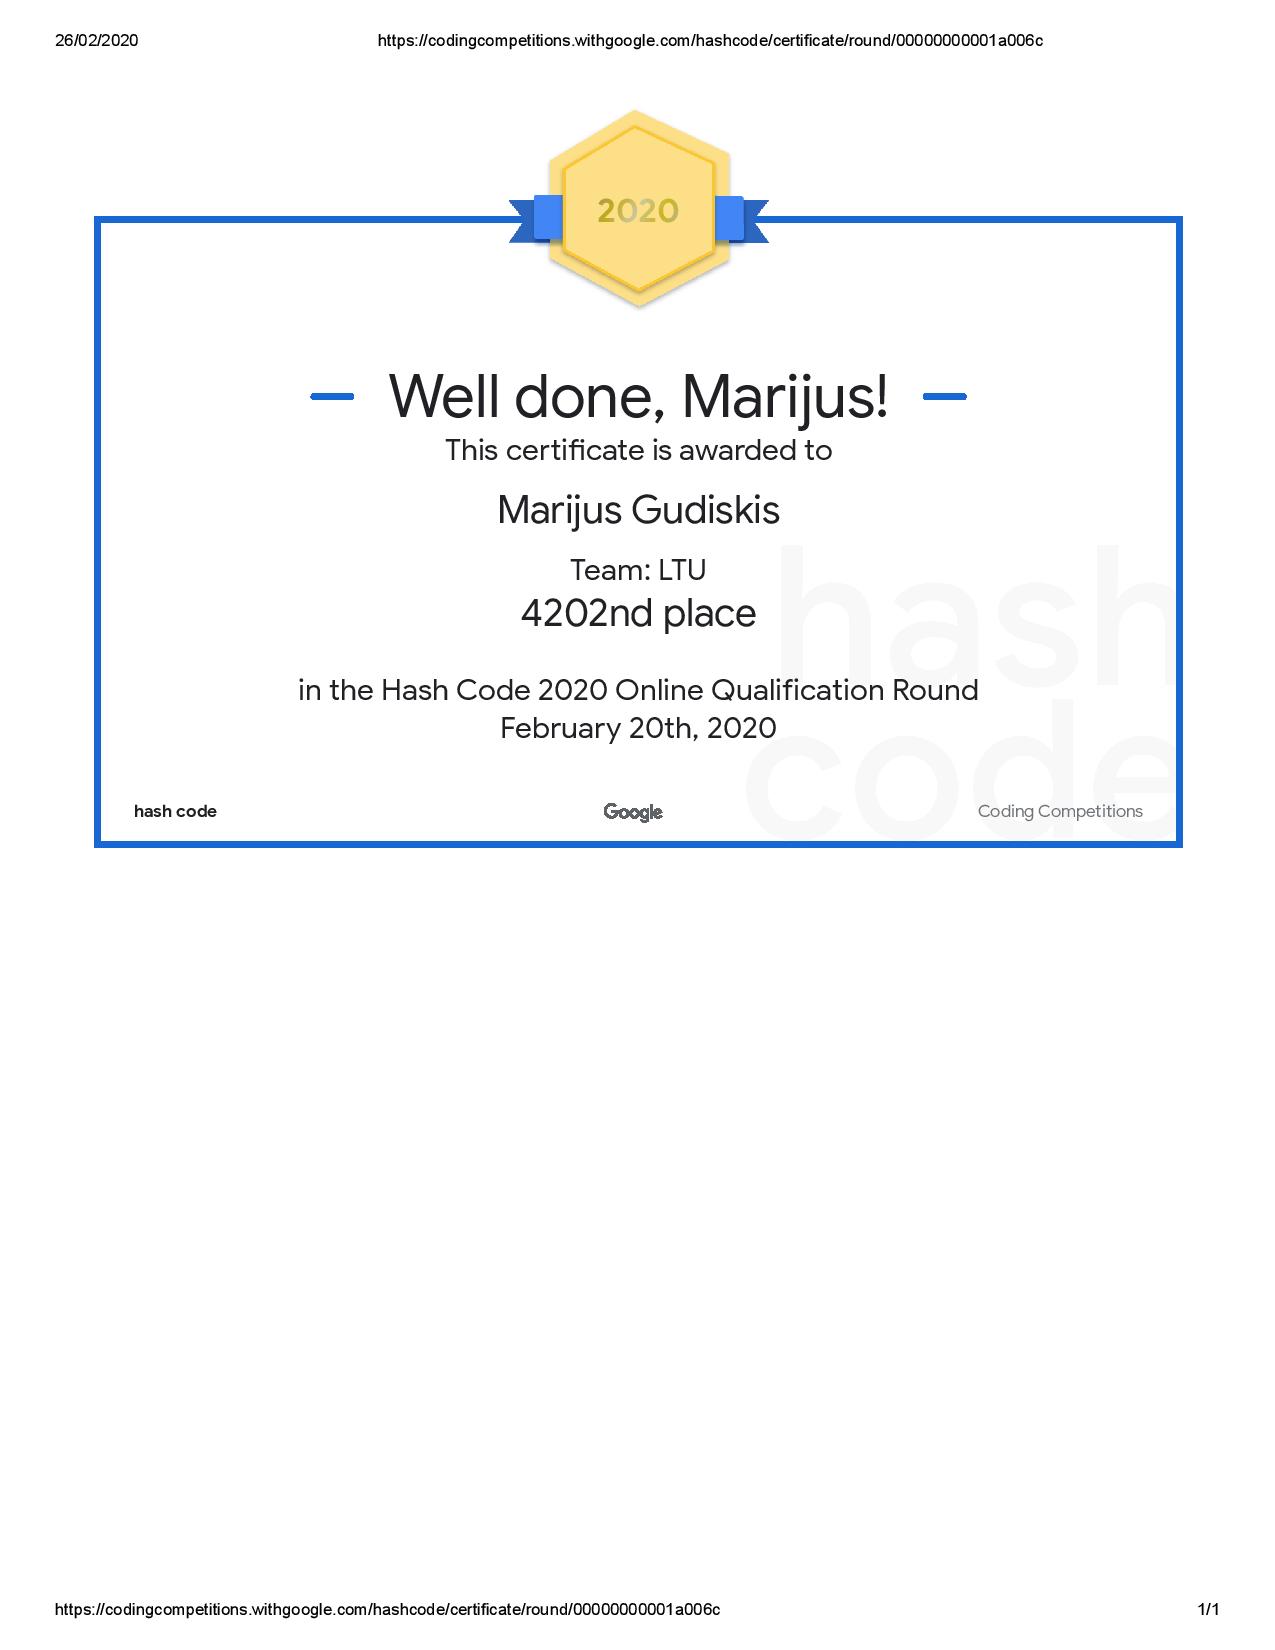 26/02/2020
https://codingcompetitions.withgoogle.com/hashcode/certificate/round/00000000001a006c
2020
Well done, Marijus!
This certificate is awarded to
Marijus Gudiskis
Team: LTU
4202nd place
in the Hash Code 2020 Online Qualification Round
February 20th, 2020
hash
code
hash code
Google
Coding Competitions
https://codingcompetitions.withgoogle.com/hashcode/certificate/round/00000000001a006c
1/1